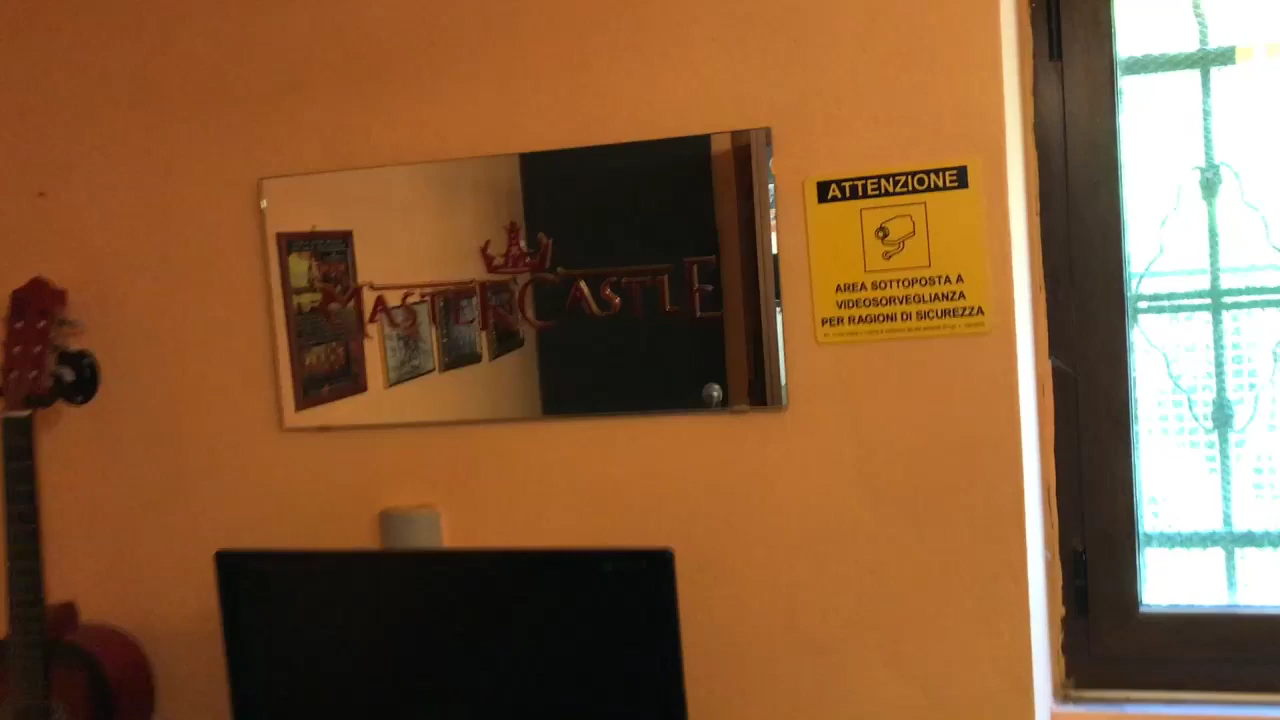 MASTERCASTLE
ATTENZIONE
AREA SOTTOPOSTA A
VIDEOSORVEGLIANZA
PER RAGIONI DI SICUREZZA